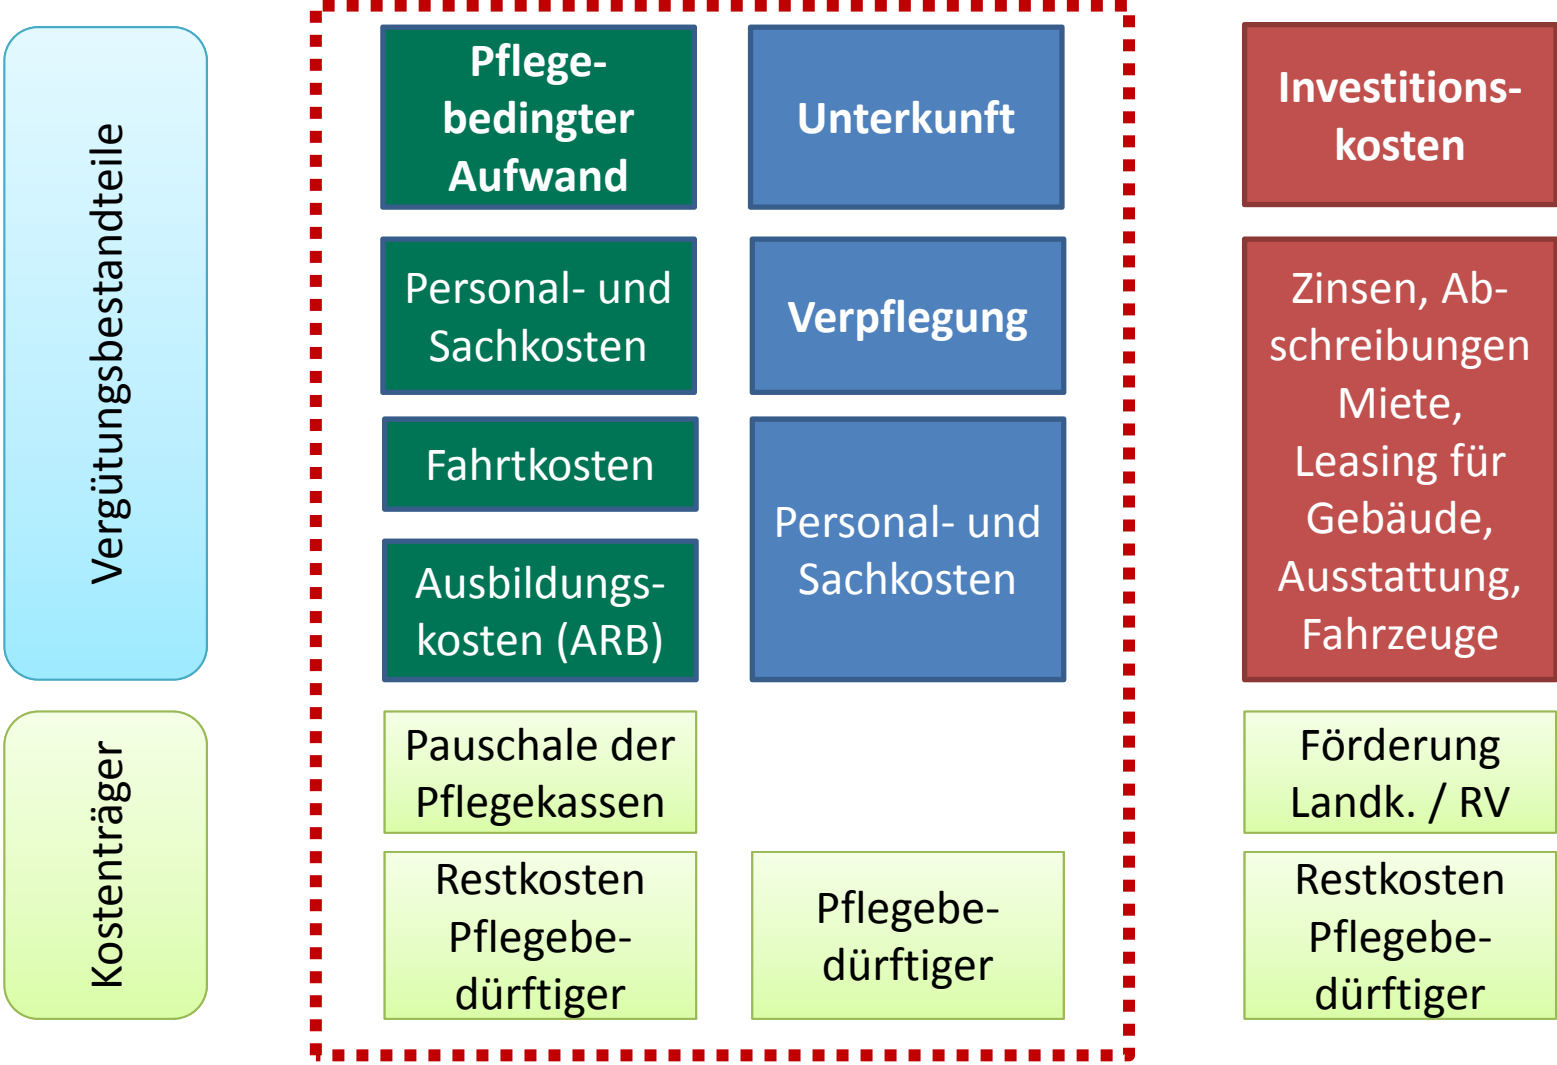 Vergütungsbestandteile
Pflege-
bedingter
Aufwand
Unterkunft
Investitions-
kosten
Personal- und
Sachkosten
Verpflegung
Zinsen, Ab-
schreibungen
Miete,
Leasing für
Gebäude,
Ausstattung,
Fahrzeuge
Fahrtkosten
Personal- und
Sachkosten
Ausbildungs-
kosten (ARB)
Kostenträger
Pauschale der
Pflegekassen
Förderung
Landk. / RV
Restkosten
Pflegebe-
dürftiger
Pflegebe-
dürftiger
Restkosten
Pflegebe-
dürftiger